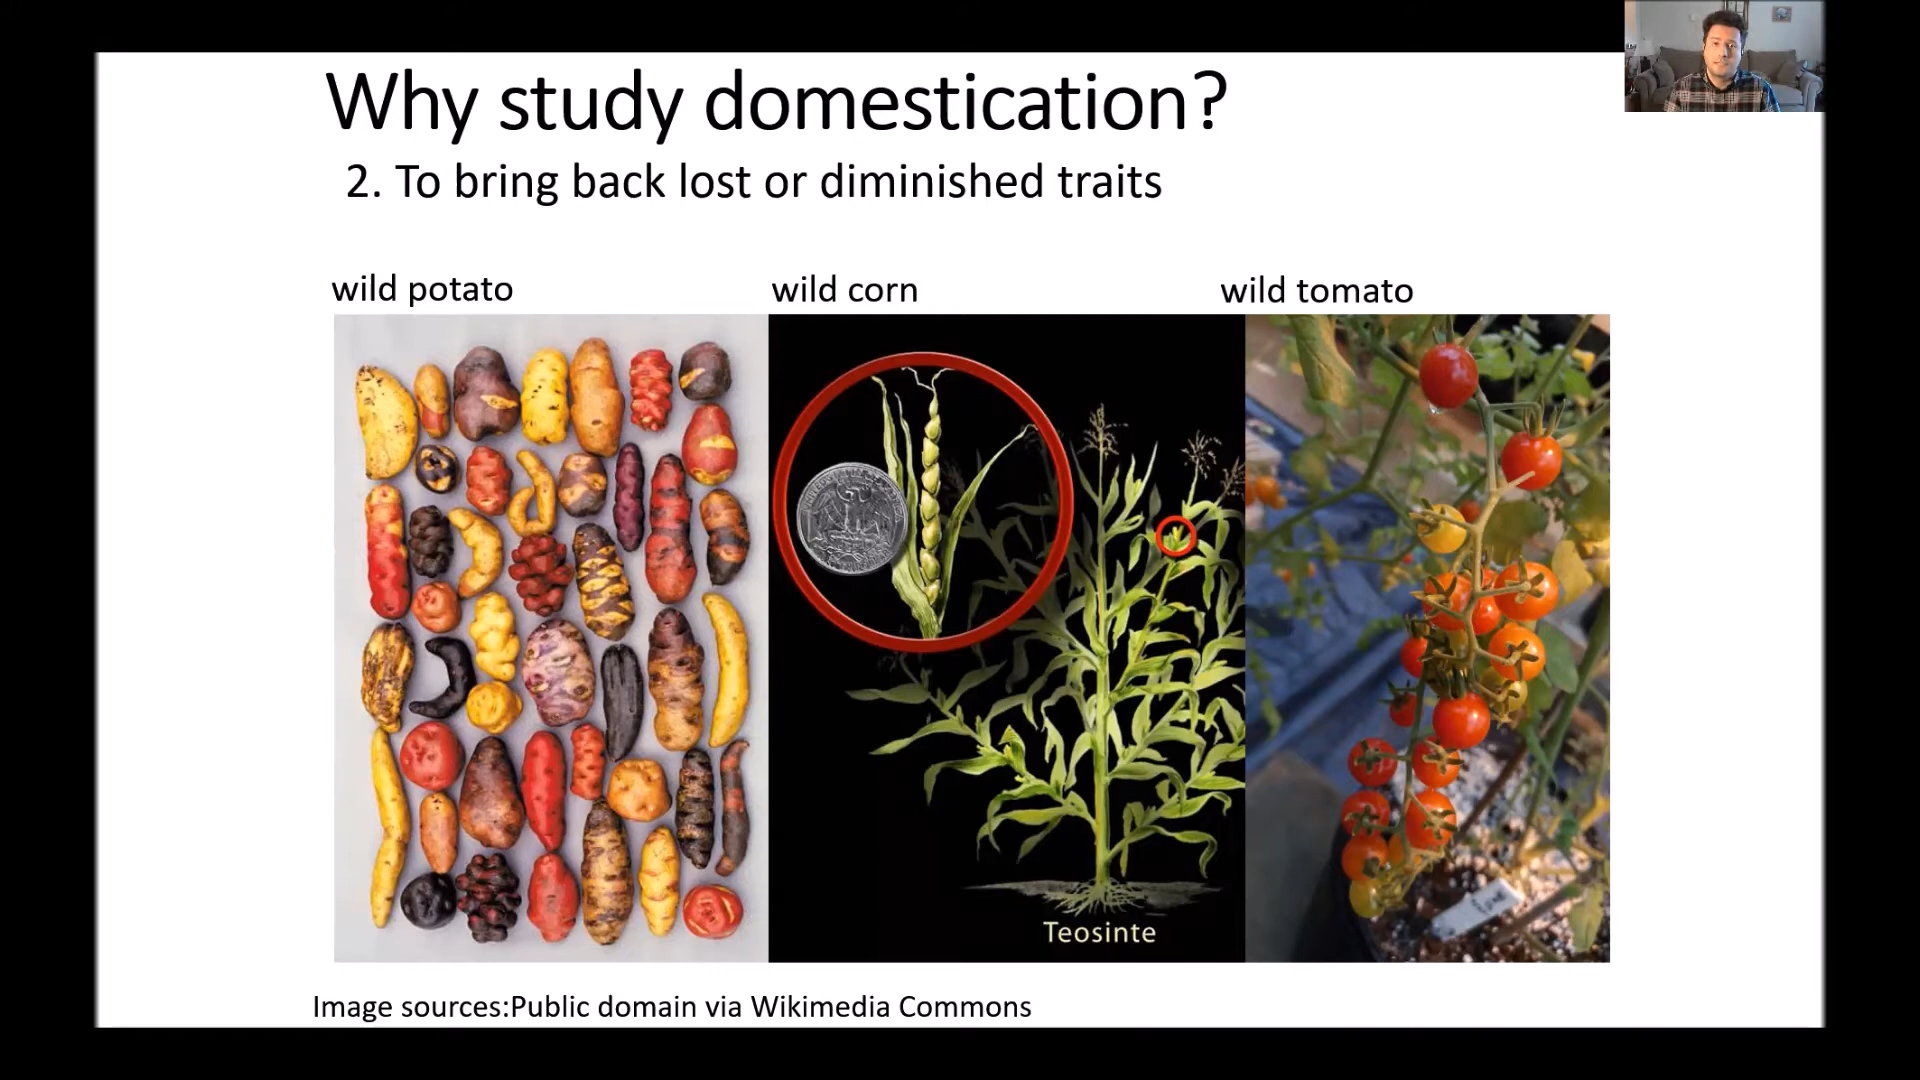 Why study domestication?
2. To bring back lost or diminished traits
wild potato
wild corn
wild tomato
Teosinte
Image sources:Public domain via Wikimedia Commons